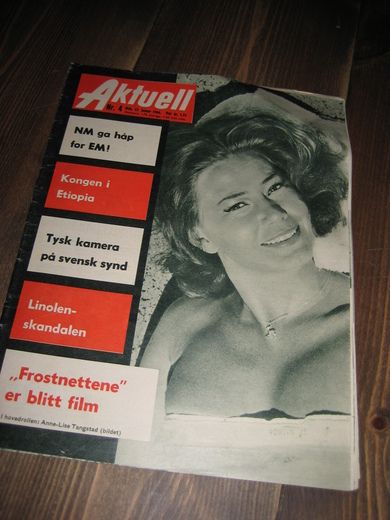 Aktuell
Nr. 4
NM ga håp
for EM!
Kongen i
Etiopia
Tysk kamera
på svensk synd
Linolen-
skandalen
„Frostnettene”
er blitt film
I hovedrollen: Anne-Lise Tangstad (bildet)